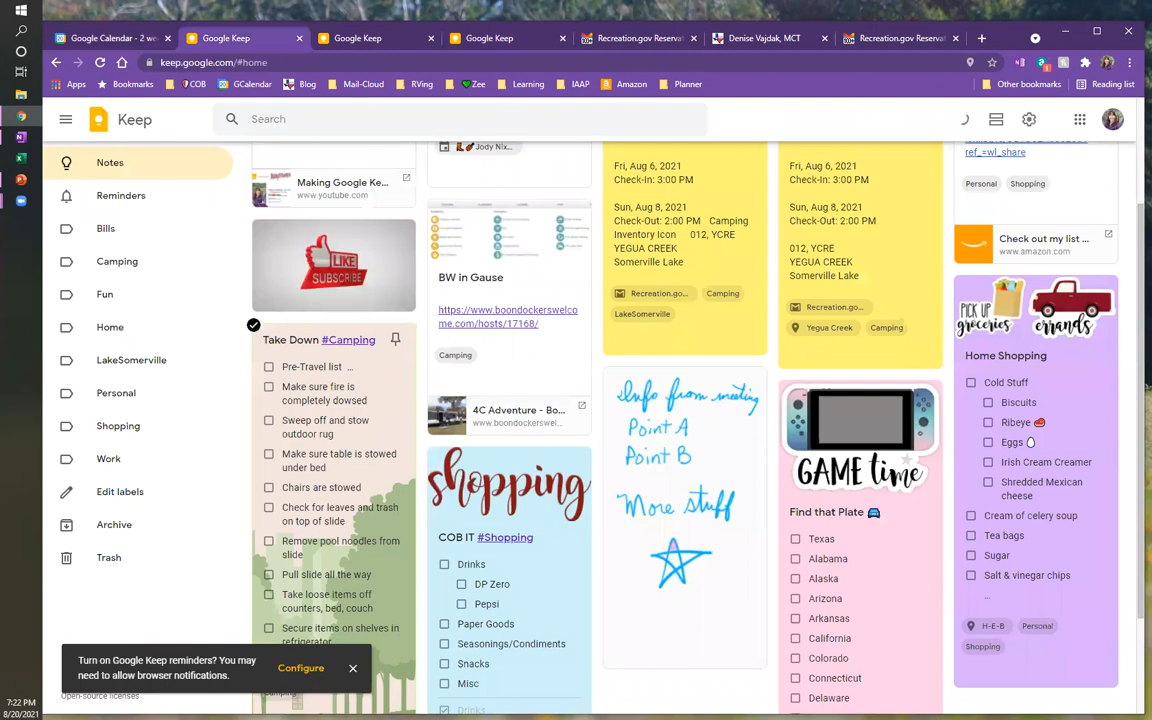 Google Calendar - 2 we
Google Keep
Google Keep
Google Keep
Recreation.gov Reserva
Denise Vajdak, MCT
Recreation.gov Reserva
keep.google.com/#home
Apps
Bookmarks
COB
GCalendar
Blog
Mail-Cloud
RVing
Zee
Learning
IAAP
Amazon
Planner
Other bookmarks
Reading list
Keep
Search
Notes
Reminders
Bills
Camping
Fun
Home
LakeSomerville
Personal
Shopping
Work
Edit labels
Archive
Trash
Open-source licenses
Turn on Google Keep reminders? You may
need to allow browser notifications.
Configure
Making Google Ke...
www.youtube.com
LIKE
SUBSCRIBE
Take Down #Camping
Pre-Travel list ...
Make sure fire is
completely dowsed
Sweep off and stow
outdoor rug
Make sure table is stowed
under bed
Chairs are stowed
Check for leaves and trash
on top of slide
Remove pool noodles from
slide
Pull slide all the way
Take loose items off
counters, bed, couch
Secure items on shelves in
refrigerator
Camping
Jody Nix...
BW in Gause
https://www.boondockerswelco
me.com/hosts/17168/
Camping
4C Adventure - Bo...
www.boondockerswel...
shopping
COB IT #Shopping
Drinks
DP Zero
Pepsi
Paper Goods
Seasonings/Condiments
Snacks
Misc
Drinks
Fri, Aug 6, 2021
Check-In: 3:00 PM
Sun, Aug 8, 2021
Check-Out: 2:00 PM Camping
Inventory Icon 012, YCRE
YEGUA CREEK
Somerville Lake
Recreation.go...
Camping
LakeSomerville
Info from meeting
Point A
Point B
More stuff
Fri, Aug 6, 2021
Check-In: 3:00 PM
Sun, Aug 8, 2021
Check-Out: 2:00 PM
012, YCRE
YEGUA CREEK
Somerville Lake
Recreation.go...
Yegua Creek
Camping
GAME time
Find that Plate
Texas
Alabama
Alaska
Arizona
Arkansas
California
Colorado
Connecticut
Delaware
ref_=wl_share
Personal
Shopping
Check out my list ...
www.amazon.com
PICK UP
groceries
errands
Home Shopping
Cold Stuff
Biscuits
Ribeye
Eggs
Irish Cream Creamer
Shredded Mexican
cheese
Cream of celery soup
Tea bags
Sugar
Salt & vinegar chips
...
H-E-B
Personal
Shopping
7:22 PM
8/20/2021